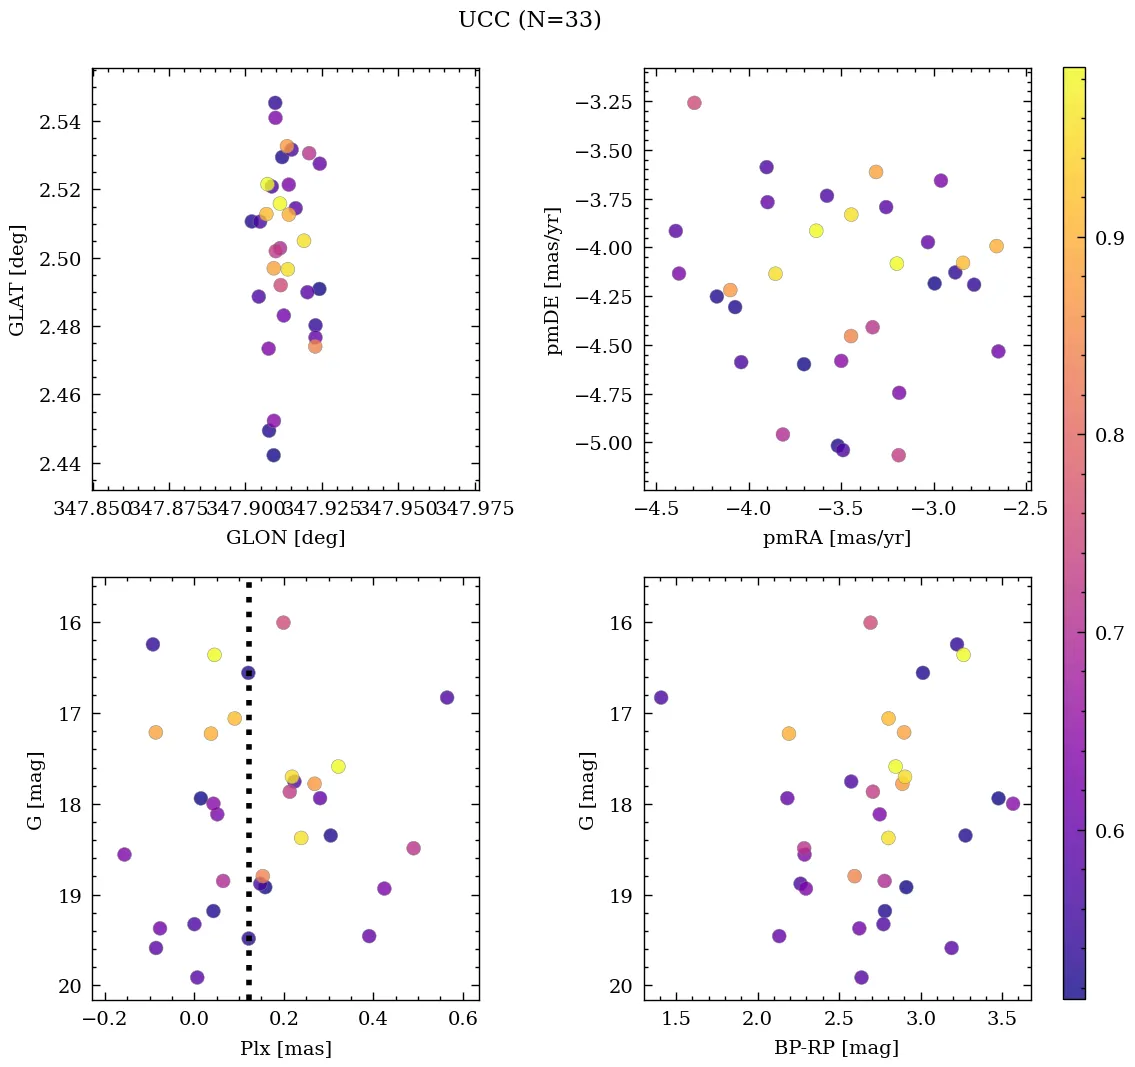 UCC (N=33)
2.54
2.52
2.50
2.48
2.46
2.44
GLAT [deg]
347.850 347.875 347.900 347.925 347.950 347.975
GLON [deg]
−3.25
−3.50
−3.75
−4.00
−4.25
−4.50
−4.75
−5.00
pmDE [mas/yr]
−4.5 −4.0 −3.5 −3.0 −2.5
pmRA [mas/yr]
16
17
18
19
20
G [mag]
−0.2 0.0 0.2 0.4 0.6
Plx [mas]
16
17
18
19
20
G [mag]
1.5 2.0 2.5 3.0 3.5
BP-RP [mag]
0.9
0.8
0.7
0.6